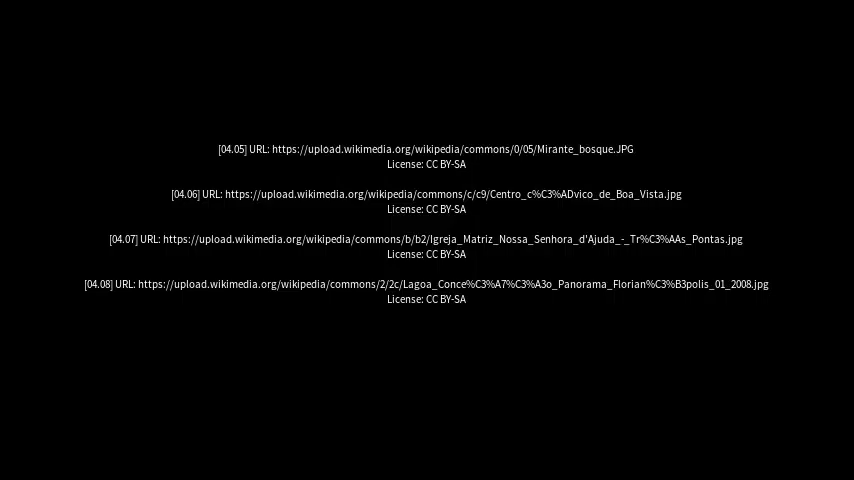 [04.05] URL: https://upload.wikimedia.org/wikipedia/commons/0/05/Mirante_bosque.JPG
License: CC BY-SA
[04.06] URL: https://upload.wikimedia.org/wikipedia/commons/c/c9/Centro_c%C3%ADvico_de_Boa_Vista.jpg
License: CC BY-SA
[04.07] URL: https://upload.wikimedia.org/wikipedia/commons/b/b2/Igreja_Matriz_Nossa_Senhora_d'Ajuda_-_Tr%C3%AAs_Pontas.jpg
License: CC BY-SA
[04.08] URL: https://upload.wikimedia.org/wikipedia/commons/2/2c/Lagoa_Conce%C3%A7%C3%A3o_Panorama_Florian%C3%B3polis_01_2008.jpg
License: CC BY-SA